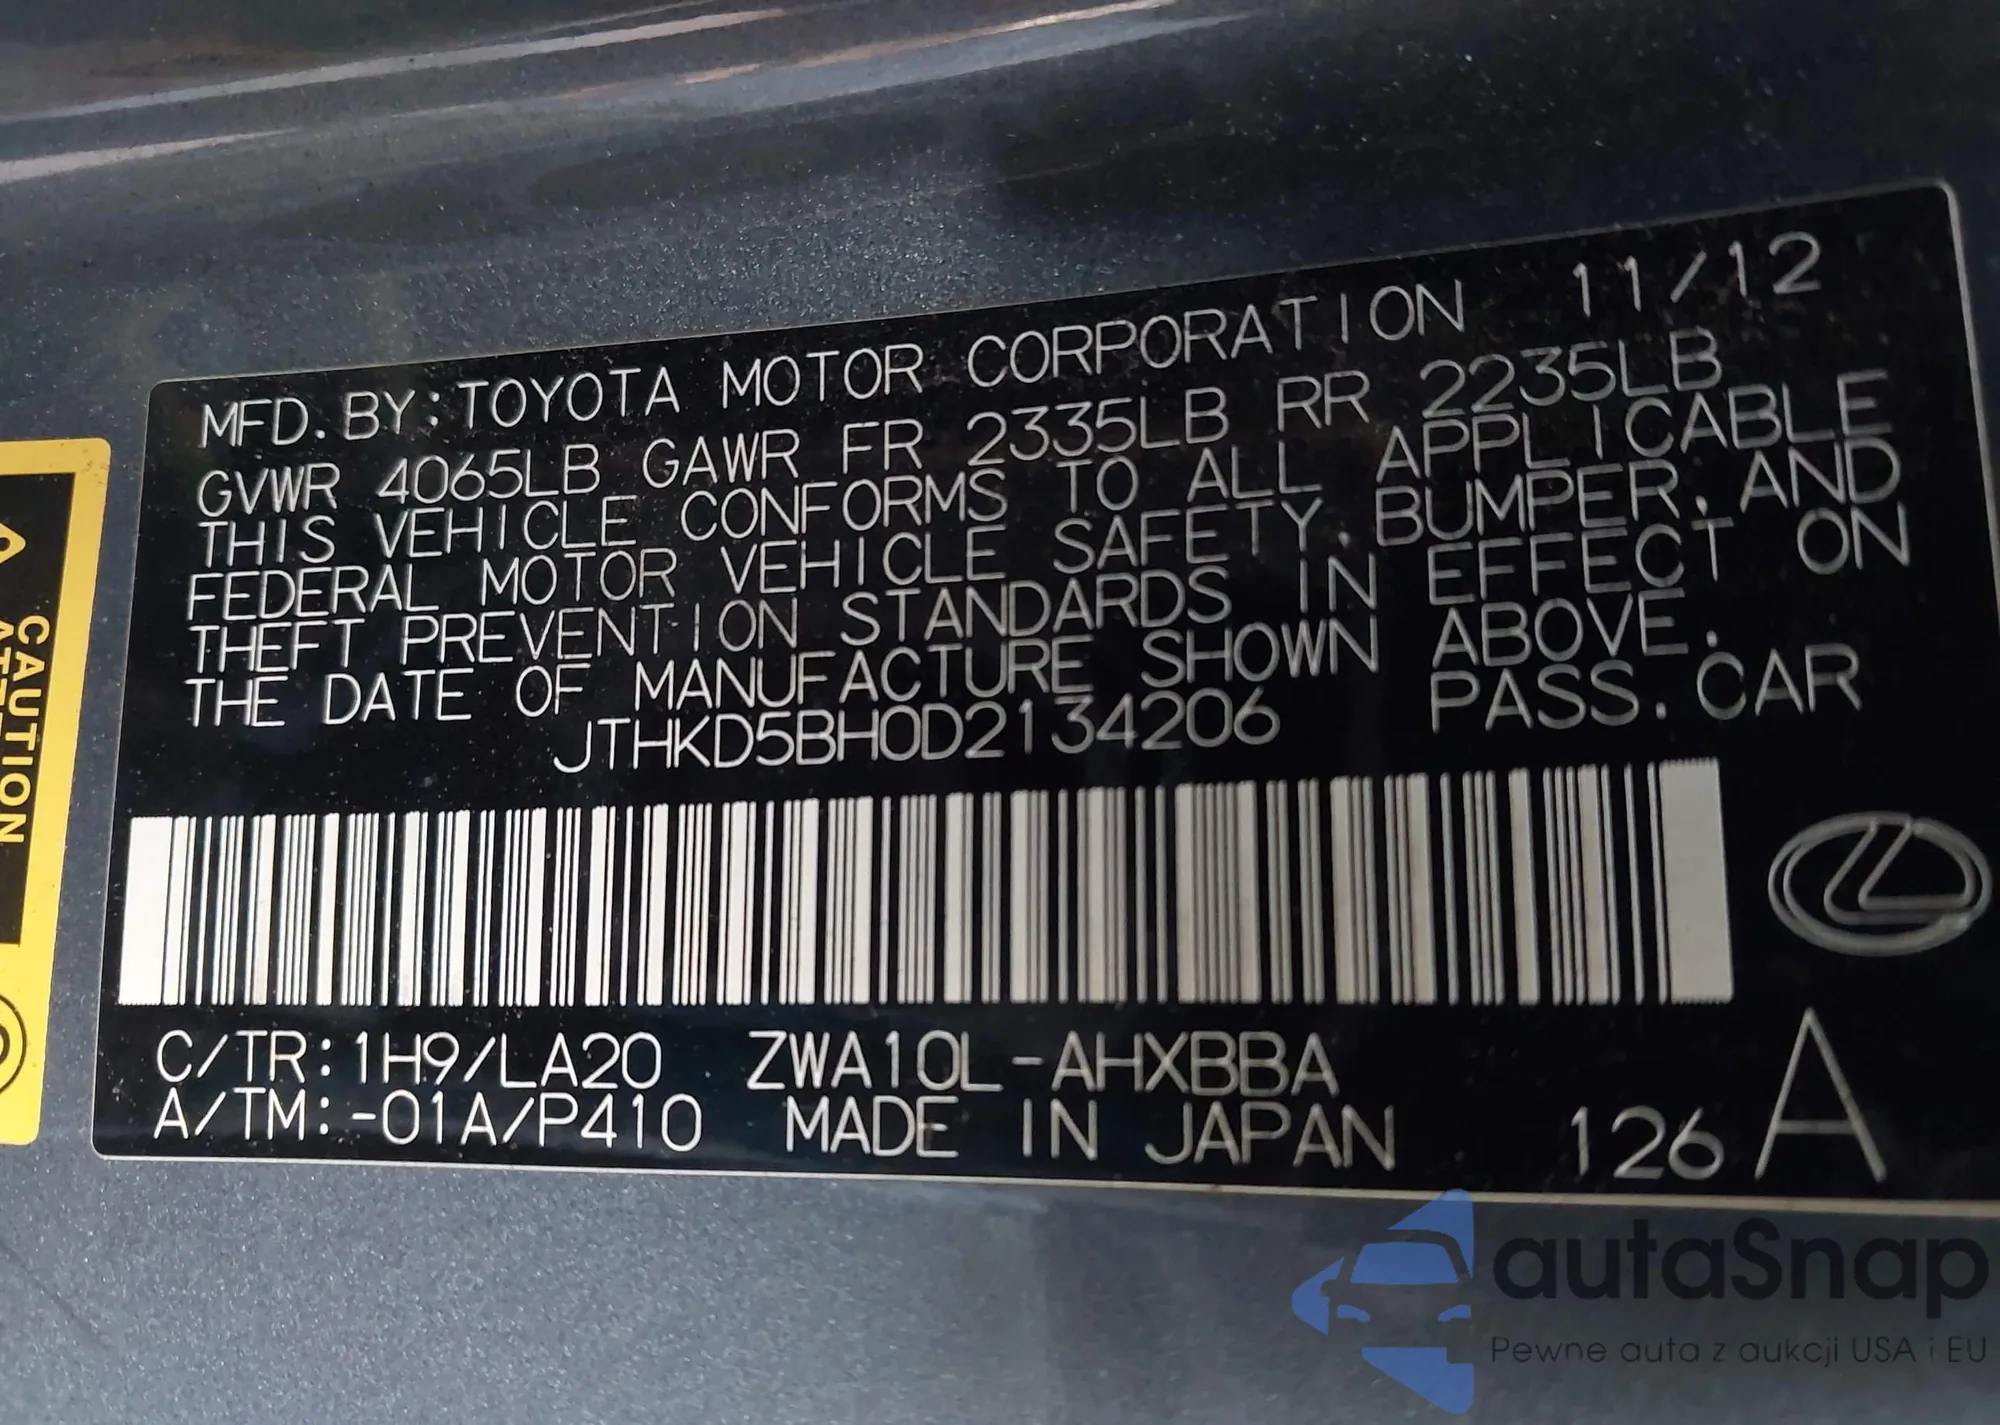 MFD. BY: TOYOTA MOTOR CORPORATION 11/12
GVWR 4065LB GAWR FR 2335LB RR 2235LB
THIS VEHICLE CONFORMS TO ALL APPLICABLE
FEDERAL MOTOR VEHICLE SAFETY, BUMPER, AND
THEFT PREVENTION STANDARDS IN EFFECT ON
THE DATE OF MANUFACTURE SHOWN ABOVE.
JTHKD5BH0D2134206 PASS. CAR
C/TR: 1H9/LA20 ZWA10L-AHXBBA
A/TM: -01A/P410 MADE IN JAPAN 126 A
CAUTION
autaSnap
Pewne auta z aukcji USA i EU